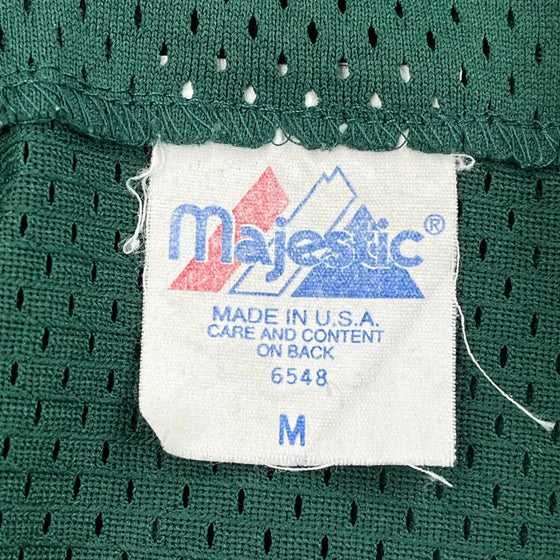 majestic®
MADE IN U.S.A.
CARE AND CONTENT
ON BACK
6548
M